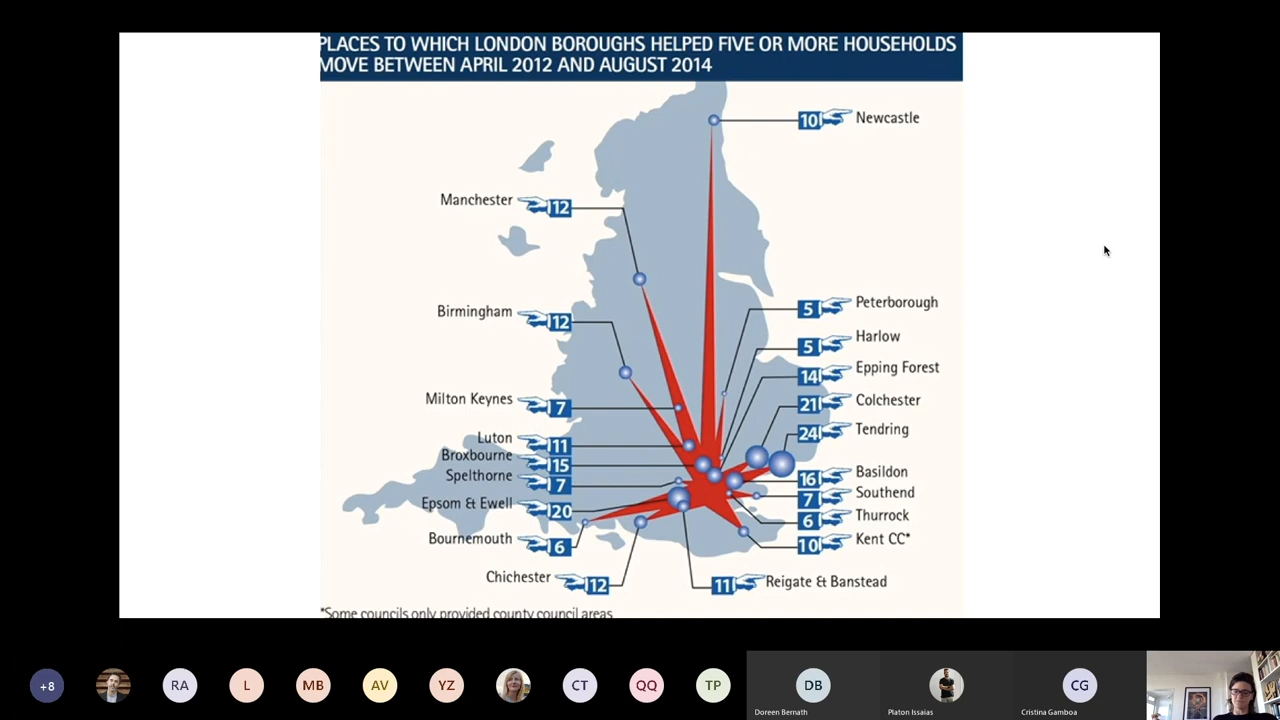 PLACES TO WHICH LONDON BOROUGHS HELPED FIVE OR MORE HOUSEHOLDS
MOVE BETWEEN APRIL 2012 AND AUGUST 2014
10 Newcastle
Manchester 12
Birmingham 12
Milton Keynes 7
Luton 11
Broxbourne 15
Spelthorne 7
Epsom & Ewell 20
Bournemouth 6
Chichester 12
5 Peterborough
5 Harlow
14 Epping Forest
21 Colchester
24 Tendring
16 Basildon
7 Southend
6 Thurrock
10 Kent CC*
11 Reigate & Banstead
*Some councils only provided county council areas
+8
RA
L
MB
AV
YZ
CT
QQ
TP
DB
Doreen Bernath
Platon Issaias
CG
Cristina Gamboa